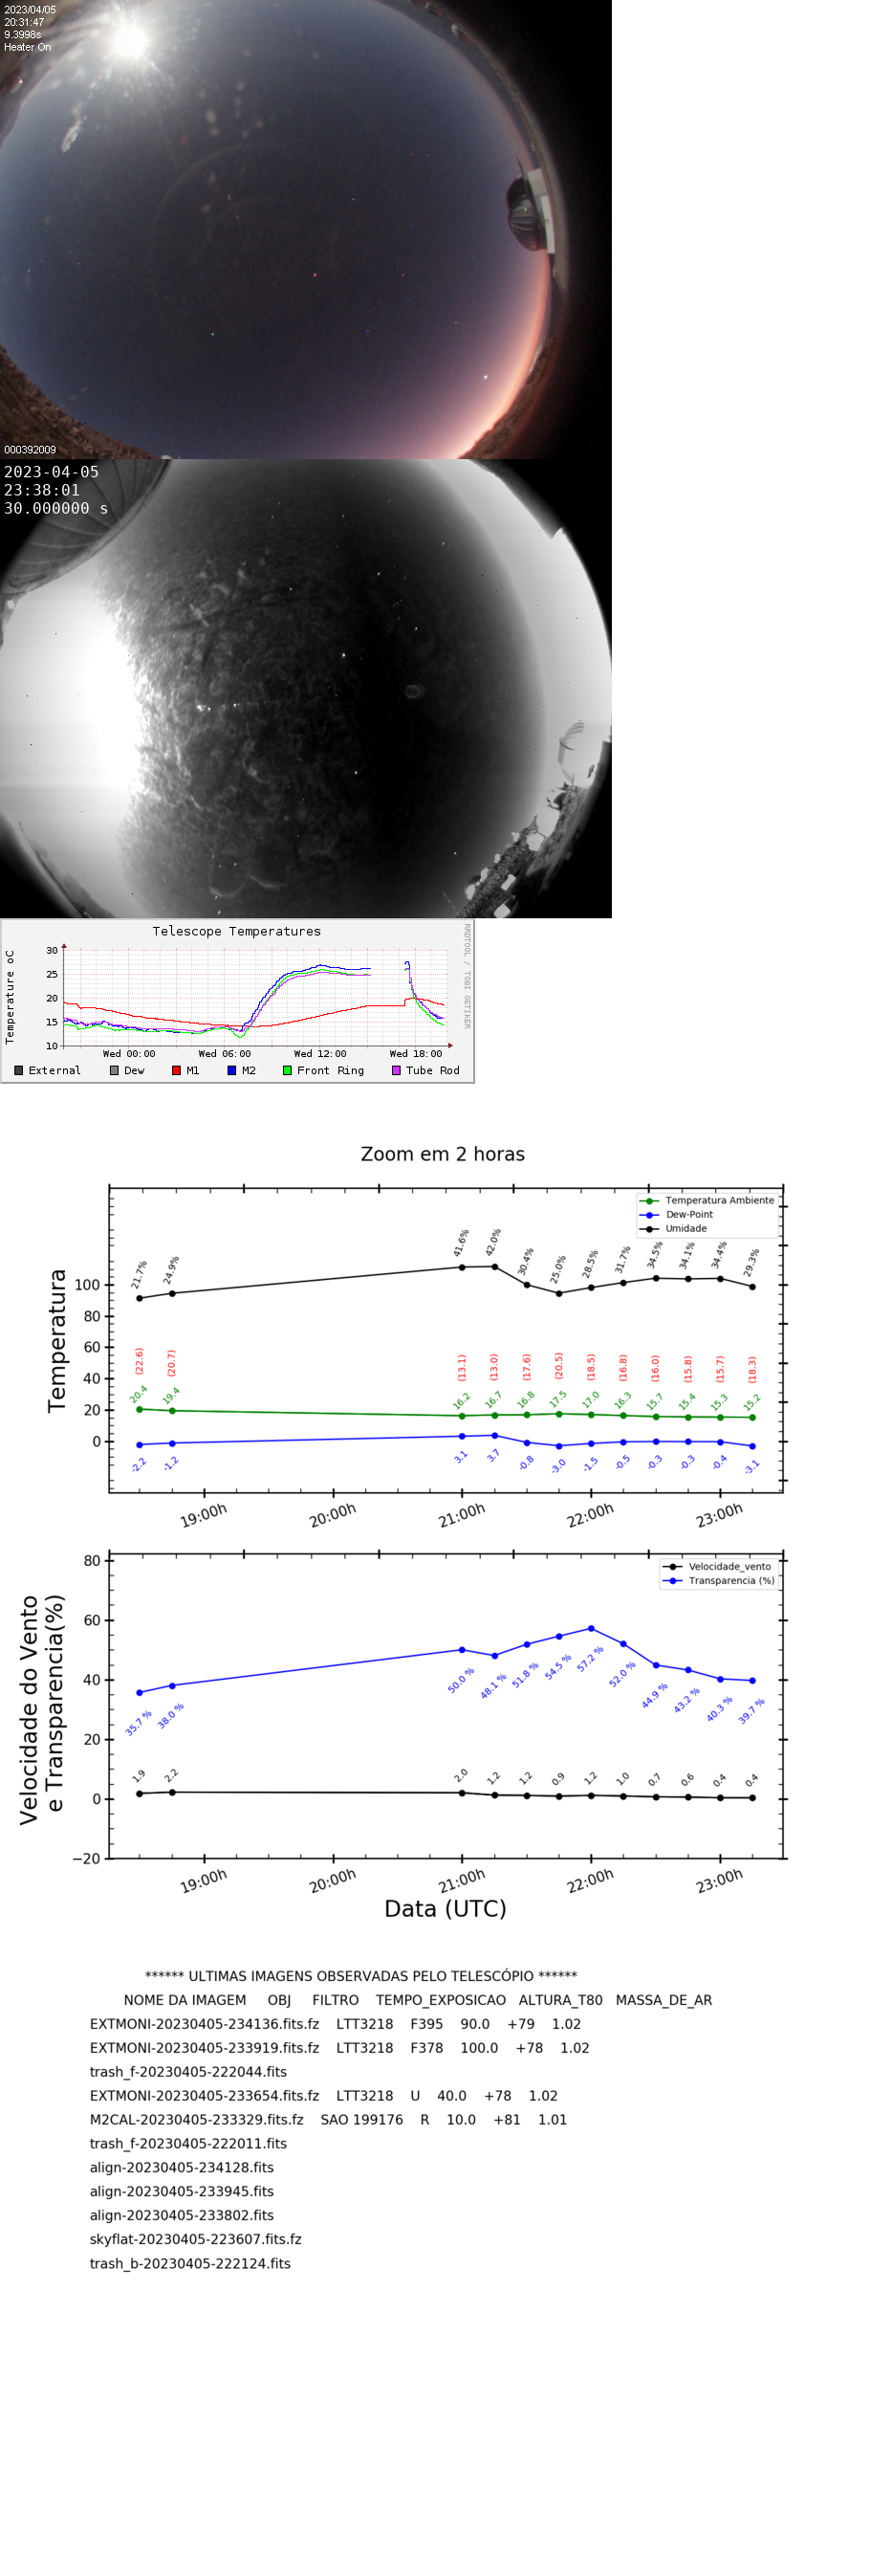 2023/04/05
20:31:47
9.3998s
Heater On
000392009
2023-04-05
23:38:01
30.000000 s
Telescope Temperatures
RRDTOOL / TOBI OETIKER
Temperature oC
30
25
20
15
10
Wed 00:00 Wed 06:00 Wed 12:00 Wed 18:00
External Dew M1 M2 Front Ring Tube Rod
Zoom em 2 horas
Temperatura Ambiente
Dew-Point
Umidade
Temperatura
100
80
60
40
20
0
21.7% 24.9% 41.6% 42.0% 30.4% 25.0% 28.5% 31.7% 34.5% 34.1% 34.4% 29.3%
(22.6) (20.7) (13.1) (13.0) (17.6) (20.5) (18.5) (16.8) (16.0) (15.8) (15.7) (18.3)
20.4 19.4 16.2 16.7 16.8 17.5 17.0 16.3 15.7 15.4 15.3 15.2
-2.2 -1.2 3.1 3.7 -0.8 -3.0 -1.5 -0.5 -0.3 -0.3 -0.4 -3.1
19:00h 20:00h 21:00h 22:00h 23:00h
Velocidade_vento
Transparencia (%)
Velocidade do Vento
e Transparencia(%)
80
60
40
20
0
−20
35.7 % 38.0 % 50.0 % 48.1 % 51.8 % 54.5 % 57.2 % 52.0 % 44.9 % 43.2 % 40.3 % 39.7 %
1.9 2.2 2.0 1.2 1.2 0.9 1.2 1.0 0.7 0.6 0.4 0.4
19:00h 20:00h 21:00h 22:00h 23:00h
Data (UTC)
****** ULTIMAS IMAGENS OBSERVADAS PELO TELESCÓPIO ******
NOME DA IMAGEM OBJ FILTRO TEMPO_EXPOSICAO ALTURA_T80 MASSA_DE_AR
EXTMONI-20230405-234136.fits.fz LTT3218 F395 90.0 +79 1.02
EXTMONI-20230405-233919.fits.fz LTT3218 F378 100.0 +78 1.02
trash_f-20230405-222044.fits
EXTMONI-20230405-233654.fits.fz LTT3218 U 40.0 +78 1.02
M2CAL-20230405-233329.fits.fz SAO 199176 R 10.0 +81 1.01
trash_f-20230405-222011.fits
align-20230405-234128.fits
align-20230405-233945.fits
align-20230405-233802.fits
skyflat-20230405-223607.fits.fz
trash_b-20230405-222124.fits